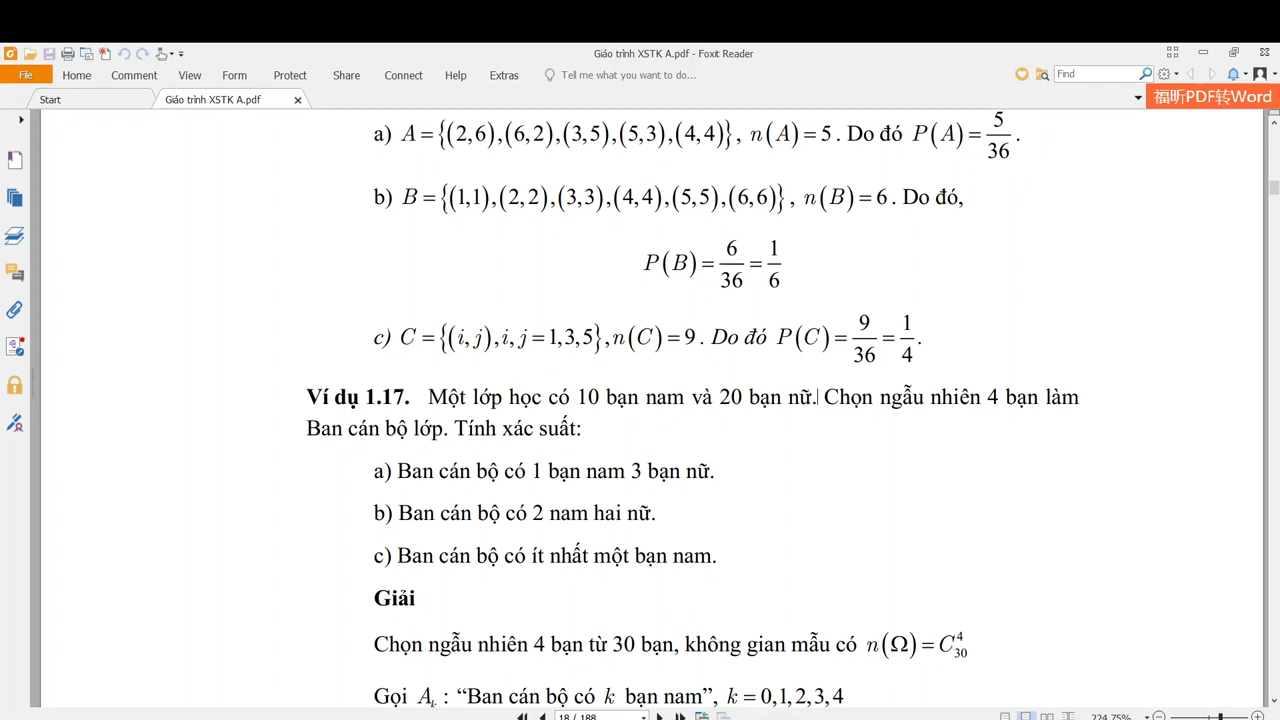 Giáo trình XSTK A.pdf - Foxit Reader
File Home Comment View Form Protect Share Connect Help Extras Tell me what you want to do... Find
Start Giáo trình XSTK A.pdf 福昕PDF转Word
a) A = {(2,6),(6,2),(3,5),(5,3),(4,4)}, n(A) = 5. Do đó P(A) = 5/36.
b) B = {(1,1),(2,2),(3,3),(4,4),(5,5),(6,6)}, n(B) = 6. Do đó,
P(B) = 6/36 = 1/6
c) C = {(i,j),i,j = 1,3,5}, n(C) = 9. Do đó P(C) = 9/36 = 1/4.
Ví dụ 1.17. Một lớp học có 10 bạn nam và 20 bạn nữ. Chọn ngẫu nhiên 4 bạn làm
Ban cán bộ lớp. Tính xác suất:
a) Ban cán bộ có 1 bạn nam 3 bạn nữ.
b) Ban cán bộ có 2 nam hai nữ.
c) Ban cán bộ có ít nhất một bạn nam.
Giải
Chọn ngẫu nhiên 4 bạn từ 30 bạn, không gian mẫu có n(Ω) = C₃₀⁴
Gọi Aₖ : “Ban cán bộ có k bạn nam”, k = 0,1,2,3,4
18 / 188 224.75%